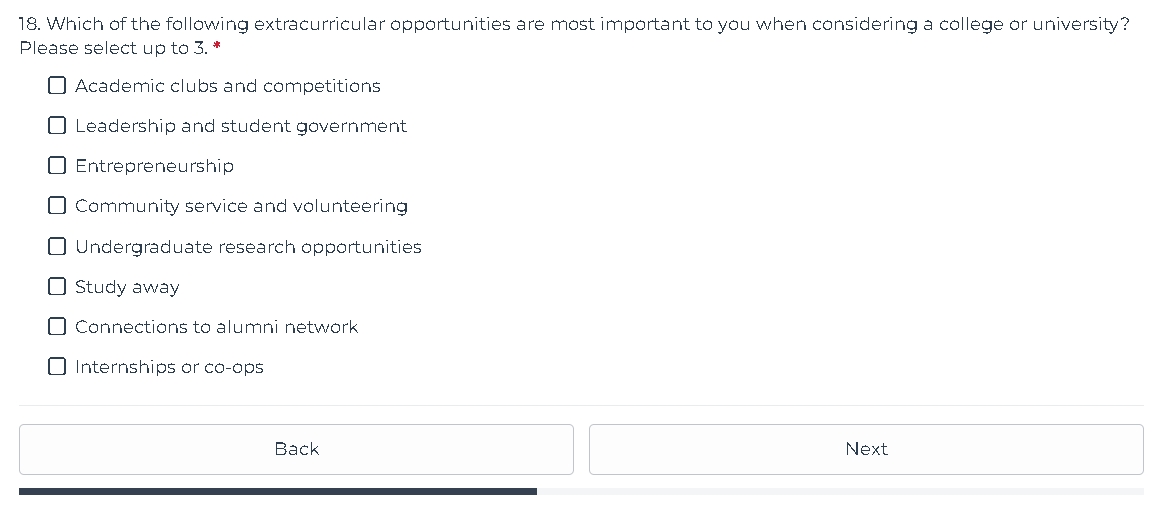 18. Which of the following extracurricular opportunities are most important to you when considering a college or university?
Please select up to 3. *
Academic clubs and competitions
Leadership and student government
Entrepreneurship
Community service and volunteering
Undergraduate research opportunities
Study away
Connections to alumni network
Internships or co-ops
Back
Next